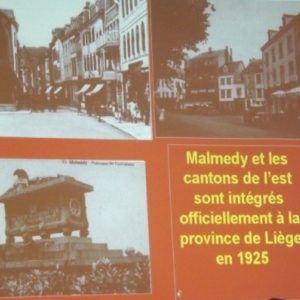 Malmedy et les
cantons de l'est
sont intégrés
officiellement à la
province de Liège
en 1925